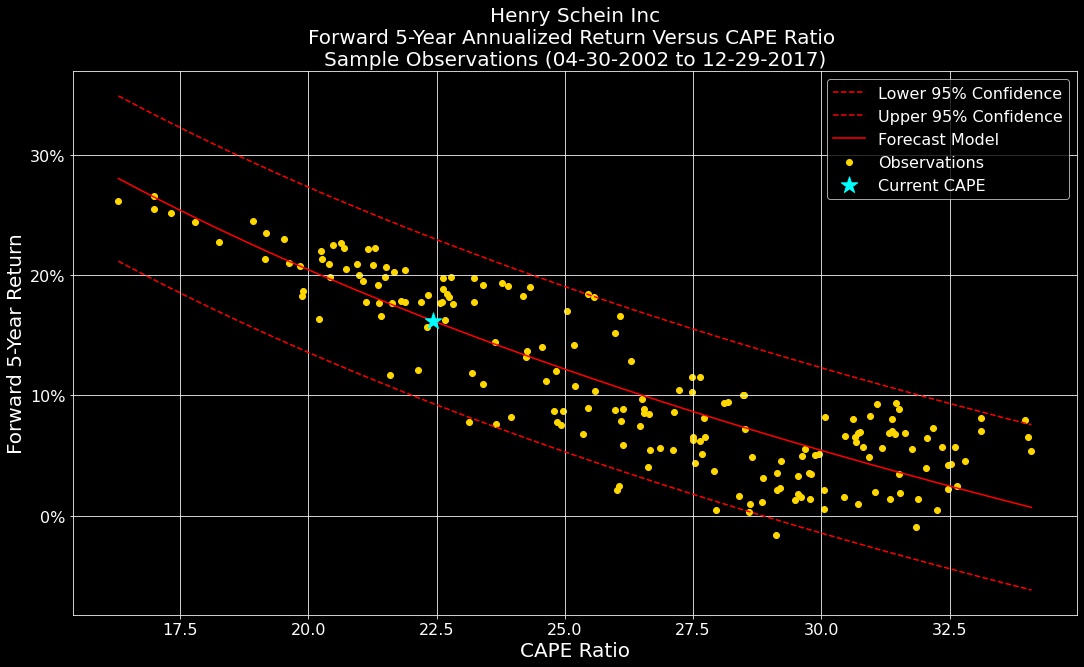 Henry Schein Inc
Forward 5-Year Annualized Return Versus CAPE Ratio
Sample Observations (04-30-2002 to 12-29-2017)
Lower 95% Confidence
Upper 95% Confidence
Forecast Model
Observations
Current CAPE
Forward 5-Year Return
30%
20%
10%
0%
17.5 20.0 22.5 25.0 27.5 30.0 32.5
CAPE Ratio